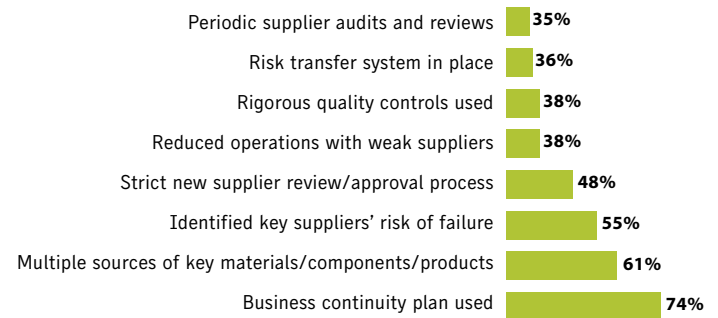 Periodic supplier audits and reviews 35%
Risk transfer system in place 36%
Rigorous quality controls used 38%
Reduced operations with weak suppliers 38%
Strict new supplier review/approval process 48%
Identified key suppliers’ risk of failure 55%
Multiple sources of key materials/components/products 61%
Business continuity plan used 74%